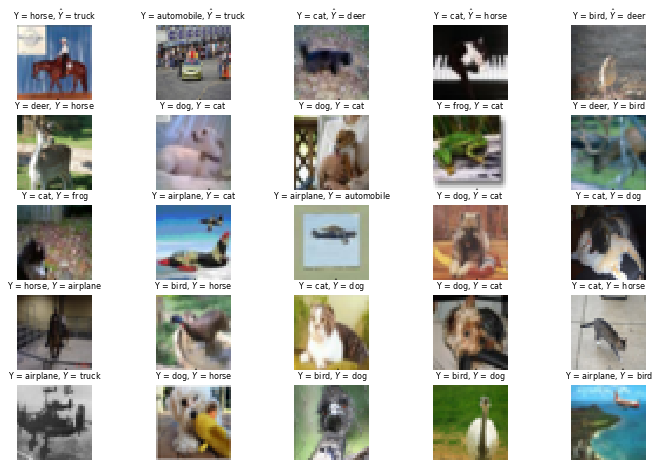 Y = horse, Ŷ = truck
Y = automobile, Ŷ = truck
Y = cat, Ŷ = deer
Y = cat, Ŷ = horse
Y = bird, Ŷ = deer
Y = deer, Ŷ = horse
Y = dog, Ŷ = cat
Y = dog, Ŷ = cat
Y = frog, Ŷ = cat
Y = deer, Ŷ = bird
Y = cat, Ŷ = frog
Y = airplane, Ŷ = cat
Y = airplane, Ŷ = automobile
Y = dog, Ŷ = cat
Y = cat, Ŷ = dog
Y = horse, Ŷ = airplane
Y = bird, Ŷ = horse
Y = cat, Ŷ = dog
Y = dog, Ŷ = cat
Y = cat, Ŷ = horse
Y = airplane, Ŷ = truck
Y = dog, Ŷ = horse
Y = bird, Ŷ = dog
Y = bird, Ŷ = dog
Y = airplane, Ŷ = bird